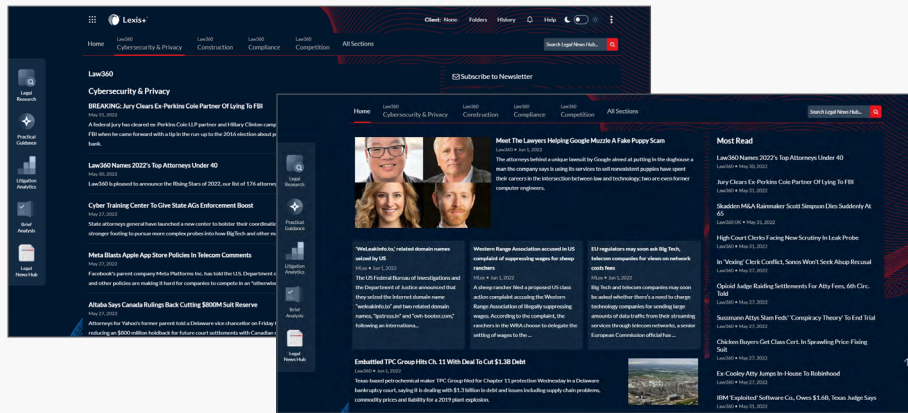 Lexis+
Client: -None- Folders History Help
Home
Law360
Cybersecurity & Privacy
Law360
Construction
Law360
Compliance
Law360
Competition
All Sections
Search Legal News Hub...
Legal
Research
Practical
Guidance
Litigation
Analytics
Brief
Analysis
Legal
News Hub
Law360
Subscribe to Newsletter
Cybersecurity & Privacy
BREAKING: Jury Clears Ex-Perkins Coie Partner Of Lying To FBI
May 31, 2022
A federal jury has cleared ex-Perkins Coie LLP partner and Hillary Clinton camp
FBI when he came forward with a tip in the run-up to the 2016 election about p
bank.
Law360 Names 2022's Top Attorneys Under 40
May 30, 2022
Law360 is pleased to announce the Rising Stars of 2022, our list of 176 attorney
Cyber Training Center To Give State AGs Enforcement Boost
May 27, 2022
State attorneys general have launched a new center to bolster their coordinatio
stronger footing to pursue more complex probes into how Big Tech and other m
Meta Blasts Apple App Store Policies In Telecom Comments
May 27, 2022
Facebook's parent company Meta Platforms Inc. has told the U.S. Department o
and other policies are making it hard for companies to compete in an "otherwis
Altaba Says Canada Rulings Back Cutting $800M Suit Reserve
May 27, 2022
Attorneys for Yahoo's former parent told a Delaware vice chancellor on Friday t
reducing an $800 million holdback for future court settlements with Canadian
Home
Law360
Cybersecurity & Privacy
Law360
Construction
Law360
Compliance
Law360
Competition
All Sections
Search Legal News Hub...
Legal
Research
Practical
Guidance
Litigation
Analytics
Brief
Analysis
Legal
News Hub
Meet The Lawyers Helping Google Muzzle A Fake Puppy Scam
Law360 • Jun 1, 2022
The attorneys behind a unique lawsuit by Google aimed at putting in the doghouse a
man the company says is using its services to sell nonexistent puppies have spent
their careers in the intersection between law and technology; two are even former
computer engineers.
'WeLeakInfo.to,' related domain names
seized by US
MLex • Jun 1, 2022
The US Federal Bureau of Investigations and
the Department of Justice announced that
they seized the Internet domain name
"weleakinfo.to" and two related domain
names, "ipstress.in" and "ovh-booter.com,"
following an internationa...
Western Range Association accused in US
complaint of suppressing wages for sheep
ranchers
MLex • Jun 1, 2022
A sheep rancher filed a proposed US class
action complaint accusing the Western
Range Association of illegally suppressing
wages. According to the complaint, the
ranchers in the WRA choose to delegate the
setting of wages to the ...
EU regulators may soon ask Big Tech,
telecom companies for views on network
costs fees
MLex • Jun 1, 2022
Big Tech and telecom companies may soon
be asked whether there's a need to charge
technology companies for sending large
amounts of data traffic from their streaming
services through telecom networks, a senior
European Commission official has ...
Embattled TPC Group Hits Ch. 11 With Deal To Cut $1.3B Debt
Law360 • Jun 1, 2022
Texas-based petrochemical maker TPC Group filed for Chapter 11 protection Wednesday in a Delaware
bankruptcy court, saying it is dealing with $1.3 billion in debt and issues including supply chain problems,
commodity prices and liability for a 2019 plant explosion.
Most Read
Law360 Names 2022's Top Attorneys Under 40
Law360 • May 30, 2022
Jury Clears Ex-Perkins Coie Partner Of Lying To FBI
Law360 • May 31, 2022
Skadden M&A Rainmaker Scott Simpson Dies Suddenly At
65
Law360 UK • May 31, 2022
High Court Clerks Facing New Scrutiny In Leak Probe
Law360 • May 31, 2022
In 'Vexing' Clerk Conflict, Sonos Won't Seek Alsup Recusal
Law360 • May 27, 2022
Opioid Judge Raiding Settlements For Atty Fees, 6th Circ.
Told
Law360 • May 27, 2022
Sussmann Attys Slam Feds' 'Conspiracy Theory' To End Trial
Law360 • May 27, 2022
Chicken Buyers Get Class Cert. In Sprawling Price-Fixing
Suit
Law360 • May 27, 2022
Ex-Cooley Atty Jumps In-House To Robinhood
Law360 • May 27, 2022
IBM 'Exploited' Software Co., Owes $1.6B, Texas Judge Says
Law360 • May 31, 2022